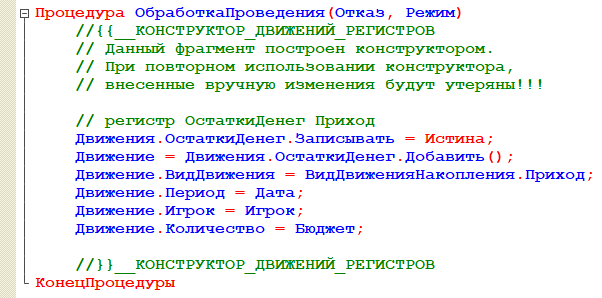 Процедура ОбработкаПроведения(Отказ, Режим)
//{{__КОНСТРУКТОР_ДВИЖЕНИЙ_РЕГИСТРОВ
// Данный фрагмент построен конструктором.
// При повторном использовании конструктора,
// внесенные вручную изменения будут утеряны!!!
// регистр ОстаткиДенег Приход
Движения.ОстаткиДенег.Записывать = Истина;
Движение = Движения.ОстаткиДенег.Добавить();
Движение.ВидДвижения = ВидДвиженияНакопления.Приход;
Движение.Период = Дата;
Движение.Игрок = Игрок;
Движение.Количество = Бюджет;
//}}__КОНСТРУКТОР_ДВИЖЕНИЙ_РЕГИСТРОВ
КонецПроцедуры